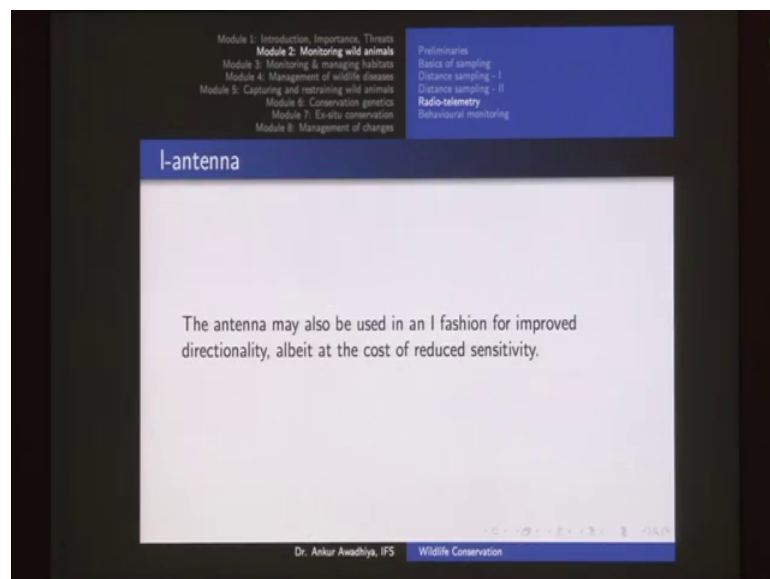 Module 1: Introduction, Importance, Threats
Module 2: Monitoring wild animals
Module 3: Monitoring & managing habitats
Module 4: Management of wildlife diseases
Module 5: Capturing and restraining wild animals
Module 6: Conservation genetics
Module 7: Ex-situ conservation
Module 8: Management of changes
Preliminaries
Basics of sampling
Distance sampling - I
Distance sampling - II
Radio-telemetry
Behavioural monitoring
I-antenna
The antenna may also be used in an I fashion for improved
directionality, albeit at the cost of reduced sensitivity.
Dr. Ankur Awadhiya, IFS
Wildlife Conservation